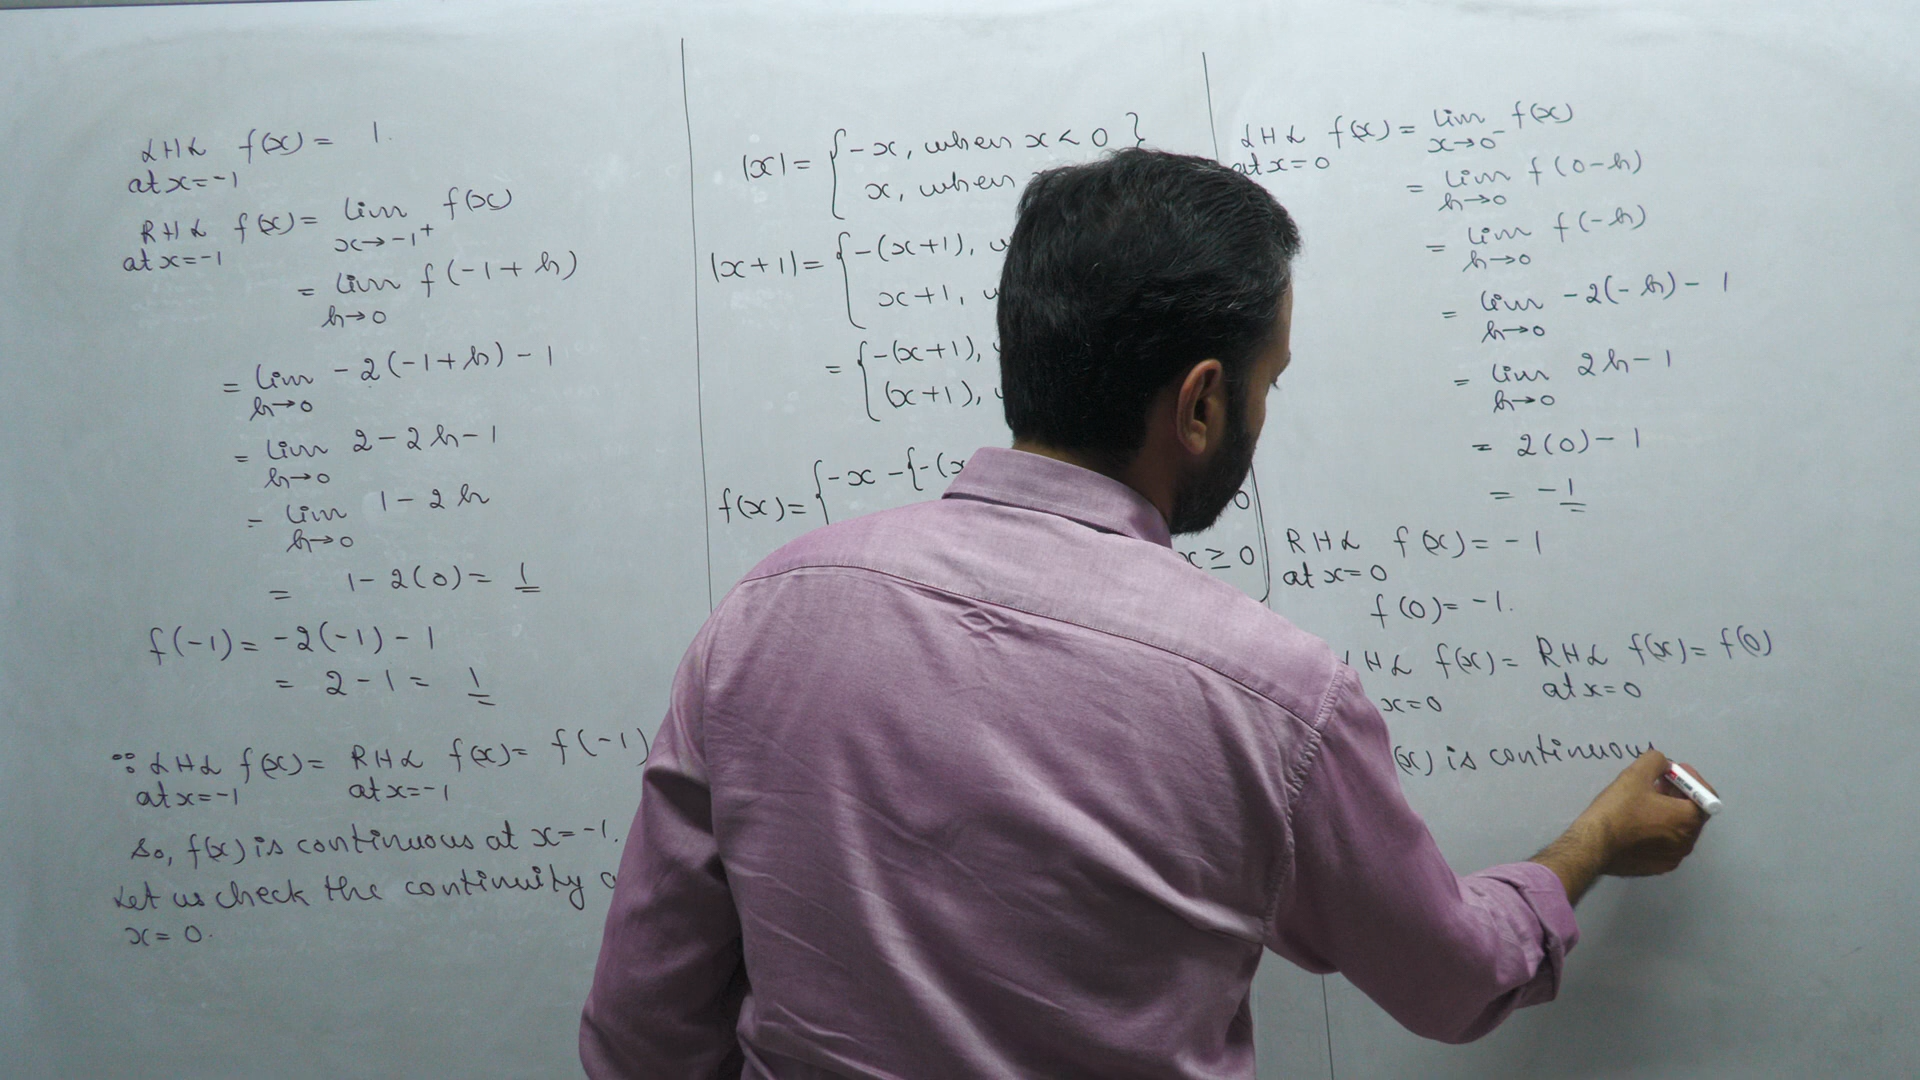 LHL f(x) = 1.
at x=-1
RHL f(x) = lim f(x)
at x=-1 x→-1⁺
= lim f(-1+h)
h→0
= lim -2(-1+h)-1
h→0
= lim 2-2h-1
h→0
= lim 1-2h
h→0
= 1-2(0) = 1
f(-1) = -2(-1)-1
= 2-1 = 1
∵ LHL f(x) = RHL f(x) = f(-1)
at x=-1 at x=-1
So, f(x) is continuous at x=-1.
Let us check the continuity
x=0.
|x| = { -x, when x<0 }
x, when
|x+1| = { -(x+1),
x+1,
= { -(x+1),
(x+1),
f(x) = { -x-{-(x
0
x≥0
LHL f(x) = lim f(x)
at x=0 x→0⁻
= lim f(0-h)
h→0
= lim f(-h)
h→0
= lim -2(-h)-1
h→0
= lim 2h-1
h→0
= 2(0)-1
= -1
RHL f(x) = -1
at x=0
f(0) = -1.
LHL f(x) = RHL f(x) = f(0)
x=0 at x=0
(x) is continuous